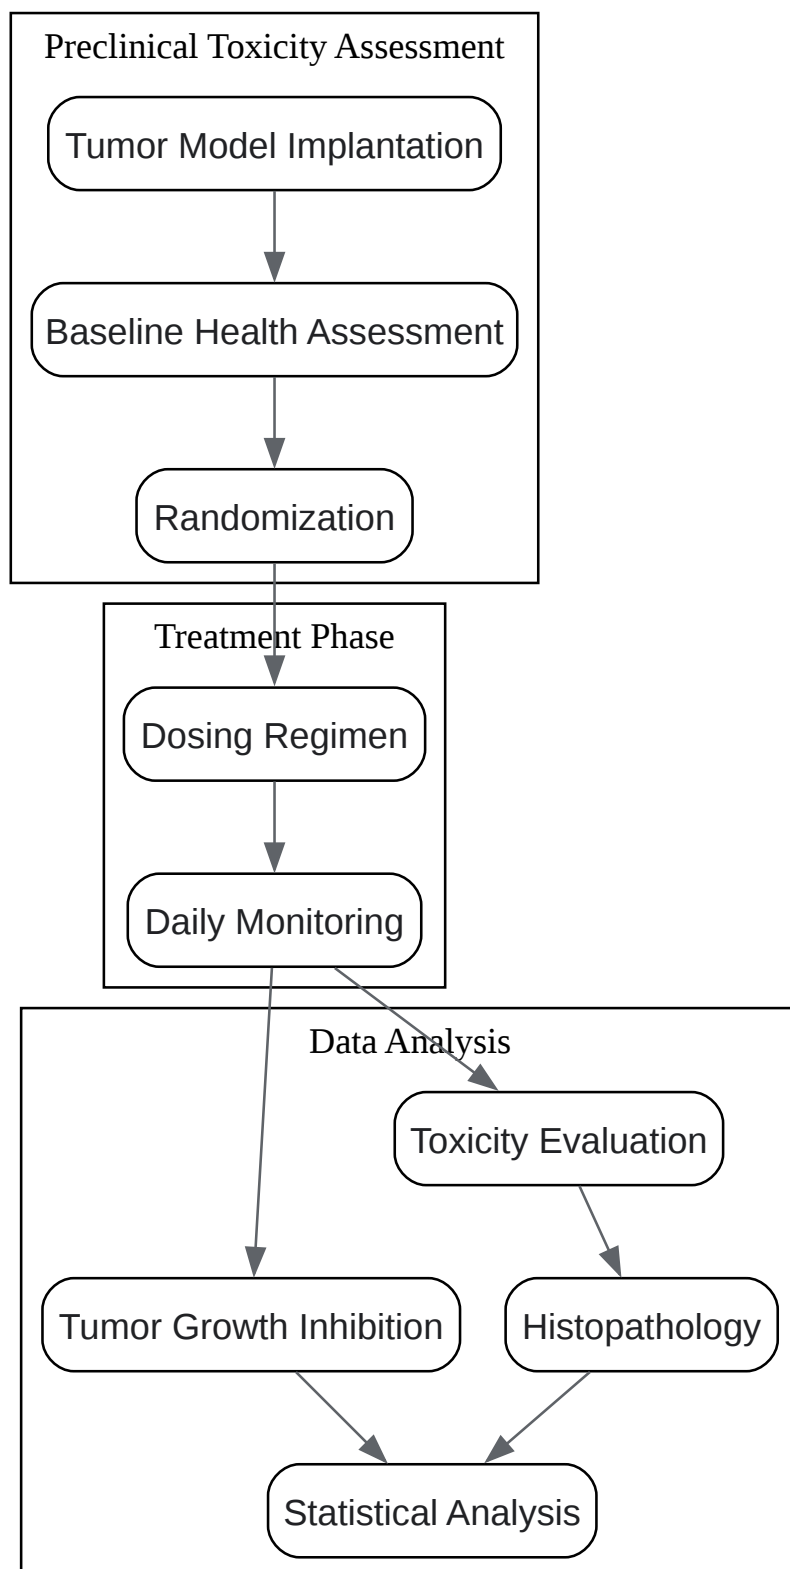 Preclinical Toxicity Assessment
Tumor Model Implantation
Baseline Health Assessment
Randomization
Treatment Phase
Dosing Regimen
Daily Monitoring
Data Analysis
Toxicity Evaluation
Tumor Growth Inhibition
Histopathology
Statistical Analysis